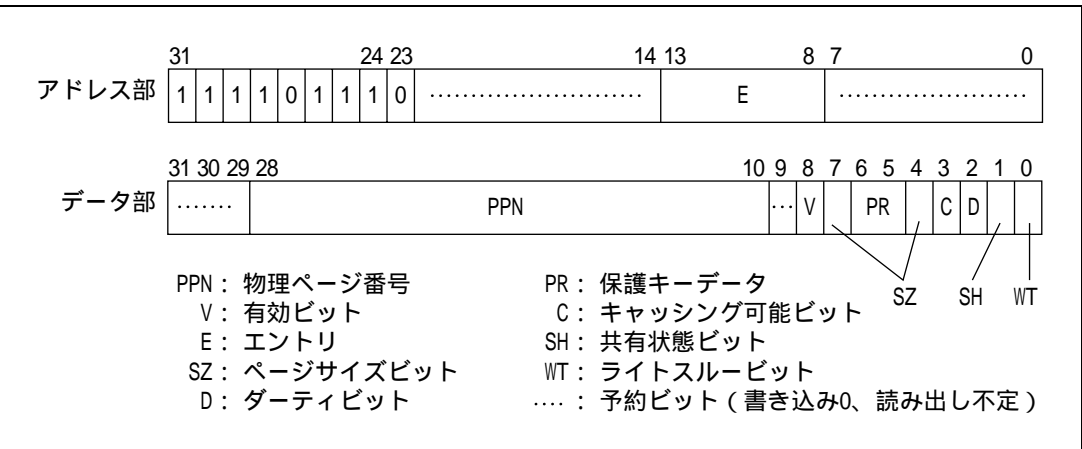 31 24 23 14 13 8 7 0
アドレス部 1 1 1 1 0 1 1 1 0 ........................ E ......................
31 30 29 28 10 9 8 7 6 5 4 3 2 1 0
データ部 ....... PPN ... V PR C D
SZ SH WT
PPN： 物理ページ番号 PR： 保護キーデータ
V： 有効ビット C： キャッシング可能ビット
E： エントリ SH： 共有状態ビット
SZ： ページサイズビット WT： ライトスルービット
D： ダーティビット ....： 予約ビット（書き込み0、読み出し不定）